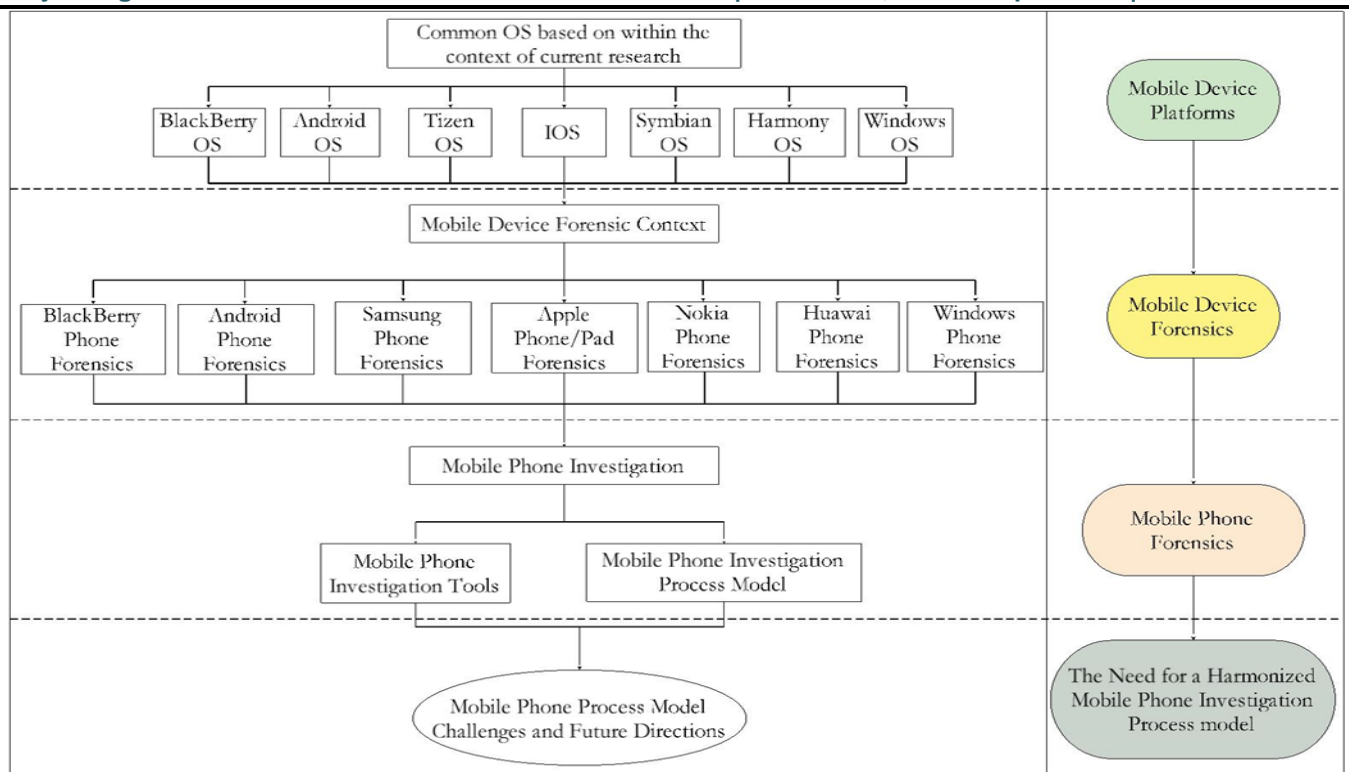 Common OS based on within the
context of current research
Mobile Device
Platforms
BlackBerry
OS
Android
OS
Tizen
OS
IOS
Symbian
OS
Harmony
OS
Windows
OS
Mobile Device Forensic Context
BlackBerry
Phone
Forensics
Android
Phone
Forensics
Samsung
Phone
Forensics
Apple
Phone/Pad
Forensics
Nokia
Phone
Forensics
Huawai
Phone
Forensics
Windows
Phone
Forensics
Mobile Device
Forensics
Mobile Phone Investigation
Mobile Phone
Investigation Tools
Mobile Phone Investigation
Process Model
Mobile Phone
Forensics
Mobile Phone Process Model
Challenges and Future Directions
The Need for a Harmonized
Mobile Phone Investigation
Process model